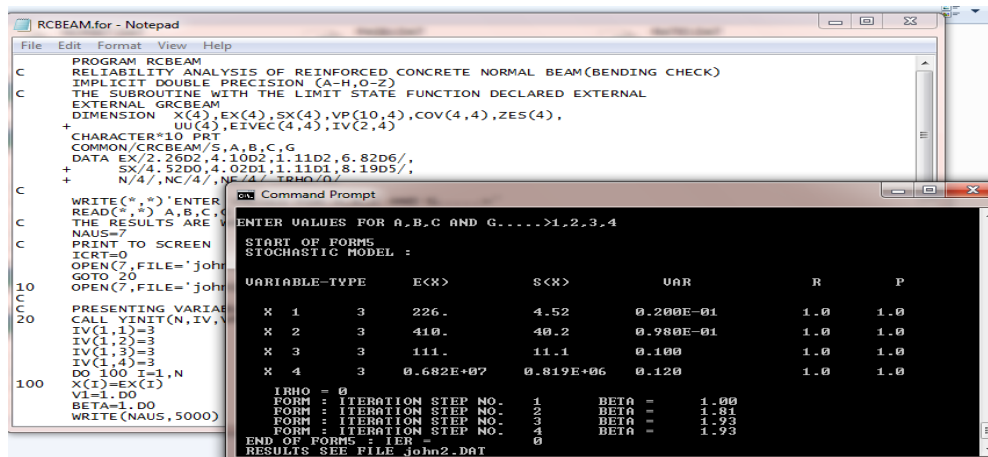 RCBEAM.for - Notepad
File Edit Format View Help
PROGRAM RCBEAM
C RELIABILITY ANALYSIS OF REINFORCED CONCRETE NORMAL BEAM(BENDING CHECK)
IMPLICIT DOUBLE PRECISION (A-H,O-Z)
C THE SUBROUTINE WITH THE LIMIT STATE FUNCTION DECLARED EXTERNAL
EXTERNAL GRCBEAM
DIMENSION X(4),EX(4),SX(4),VP(10,4),COV(4,4),ZES(4),
+ UU(4),EIVEC(4,4),IV(2,4)
CHARACTER*10 PRT
COMMON/CRCBEAM/S,A,B,C,G
DATA EX/2.26D2,4.10D2,1.11D2,6.82D6/,
+ SX/4.52D0,4.02D1,1.11D1,8.19D5/,
+ N/4/,NC/4/,NE/4/,IRHO/0/
C
WRITE(*,*)'ENTER
READ(*,*) A,B,C,
C THE RESULTS ARE
NAUS=7
C PRINT TO SCREEN
ICRT=0
OPEN(7,FILE='joh
GOTO 20
10 OPEN(7,FILE='joh
C
C PRESENTING VARIAB
20 CALL YINIT(N,IV,
IV(1,1)=3
IV(1,2)=3
IV(1,3)=3
IV(1,4)=3
DO 100 I=1,N
100 X(I)=EX(I)
V1=1.D0
BETA=1.D0
WRITE(NAUS,5000)
Command Prompt
ENTER VALUES FOR A,B,C AND G.....>1,2,3,4
START OF FORM5
STOCHASTIC MODEL :
VARIABLE-TYPE E(X) S(X) VAR R P
X 1 3 226. 4.52 0.200E-01 1.0 1.0
X 2 3 410. 40.2 0.980E-01 1.0 1.0
X 3 3 111. 11.1 0.100 1.0 1.0
X 4 3 0.682E+07 0.819E+06 0.120 1.0 1.0
IRHO = 0
FORM : ITERATION STEP NO. 1 BETA = 1.00
FORM : ITERATION STEP NO. 2 BETA = 1.81
FORM : ITERATION STEP NO. 3 BETA = 1.93
FORM : ITERATION STEP NO. 4 BETA = 1.93
END OF FORM5 : IER = 0
RESULTS SEE FILE john2.DAT